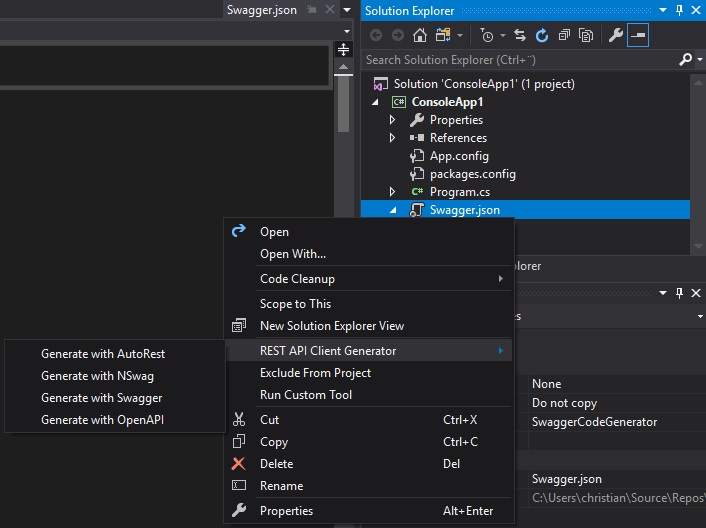 Swagger.json
Solution Explorer
Search Solution Explorer (Ctrl+¨)
Solution 'ConsoleApp1' (1 project)
ConsoleApp1
Properties
References
App.config
packages.config
C# Program.cs
Swagger.json
Open
Open With...
Code Cleanup
Scope to This
New Solution Explorer View
REST API Client Generator
Exclude From Project
Run Custom Tool
Cut Ctrl+X
Copy Ctrl+C
Delete Del
Rename
Properties Alt+Enter
Generate with AutoRest
Generate with NSwag
Generate with Swagger
Generate with OpenAPI
None
Do not copy
SwaggerCodeGenerator
Swagger.json
C:\Users\christian\Source\Repos\